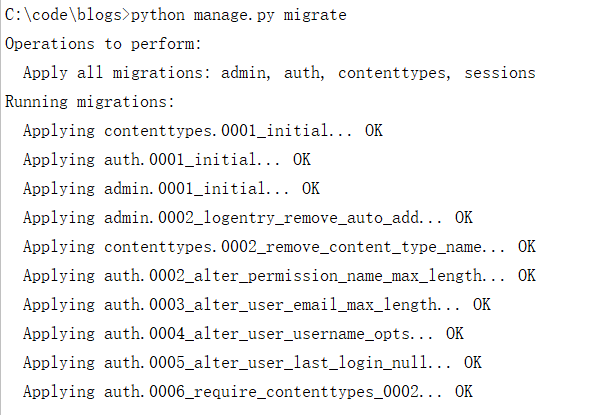 C:\code\blogs>python manage.py migrate
Operations to perform:
  Apply all migrations: admin, auth, contenttypes, sessions
Running migrations:
  Applying contenttypes.0001_initial... OK
  Applying auth.0001_initial... OK
  Applying admin.0001_initial... OK
  Applying admin.0002_logentry_remove_auto_add... OK
  Applying contenttypes.0002_remove_content_type_name... OK
  Applying auth.0002_alter_permission_name_max_length... OK
  Applying auth.0003_alter_user_email_max_length... OK
  Applying auth.0004_alter_user_username_opts... OK
  Applying auth.0005_alter_user_last_login_null... OK
  Applying auth.0006_require_contenttypes_0002... OK